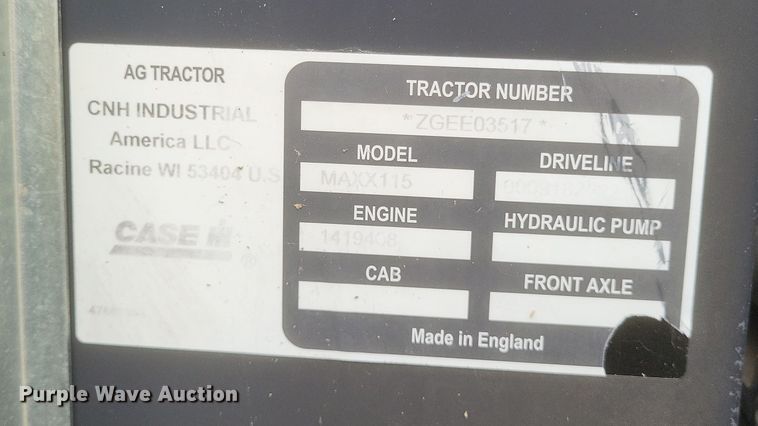 AG TRACTOR
CNH INDUSTRIAL
America LLC
Racine WI 53404 U.S
CASE IH
®
TRACTOR NUMBER
*ZGEE03517*
MODEL
DRIVELINE
MAXX115
ENGINE
HYDRAULIC PUMP
1419408
CAB
FRONT AXLE
Made in England
Purple Wave Auction